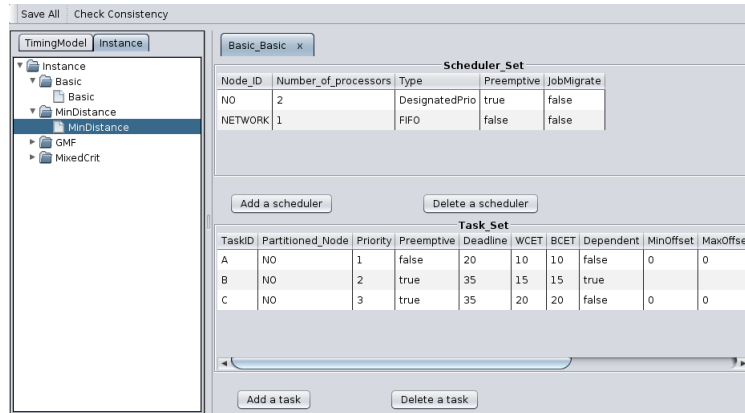 Save All Check Consistency
TimingModel Instance
Instance
Basic
Basic
MinDistance
MinDistance
GMF
MixedCrit
Basic_Basic x
Scheduler_Set
Node_ID Number_of_processors Type Preemptive JobMigrate
N0 2 DesignatedPrio true false
NETWORK 1 FIFO false false
Add a scheduler Delete a scheduler
Task_Set
TaskID Partitioned_Node Priority Preemptive Deadline WCET BCET Dependent MinOffset MaxOffse
A N0 1 false 20 10 10 false 0 0
B N0 2 true 35 15 15 true
C N0 3 true 35 20 20 false 0 0
Add a task Delete a task